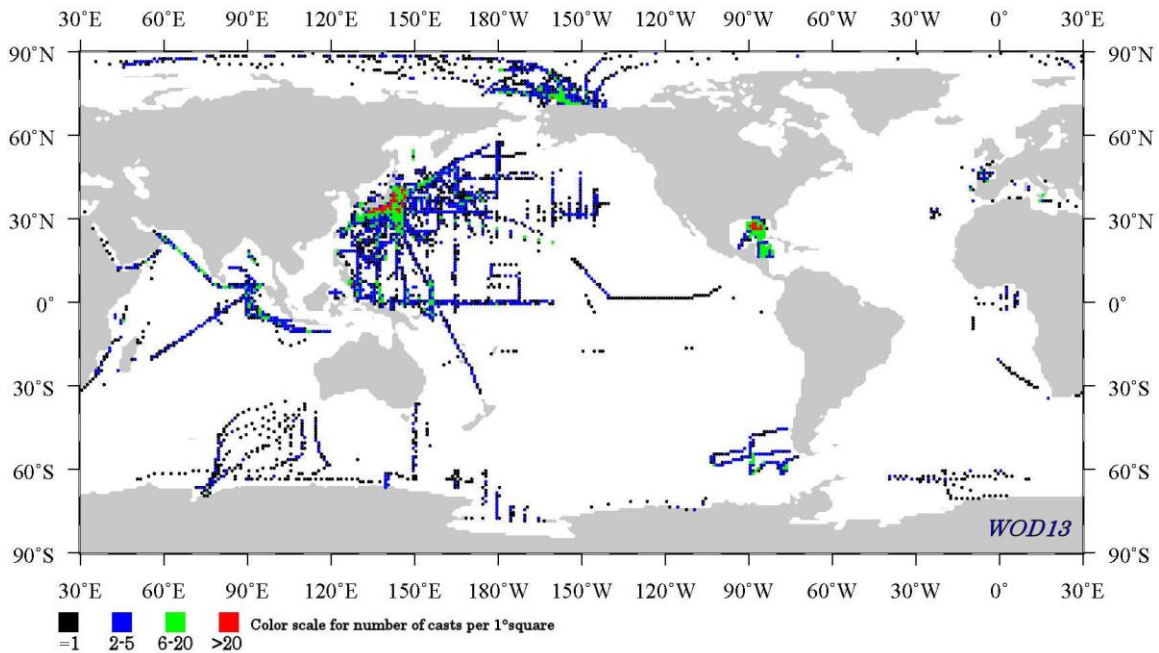 30˚E 60˚E 90˚E 120˚E 150˚E 180˚W 150˚W 120˚W 90˚W 60˚W 30˚W 0˚ 30˚E
90˚N 90˚N
60˚N 60˚N
30˚N 30˚N
0˚ 0˚
30˚S 30˚S
60˚S 60˚S
WOD13
90˚S 90˚S
30˚E 60˚E 90˚E 120˚E 150˚E 180˚W 150˚W 120˚W 90˚W 60˚W 30˚W 0˚ 30˚E
Color scale for number of casts per 1°square
=1 2-5 6-20 >20